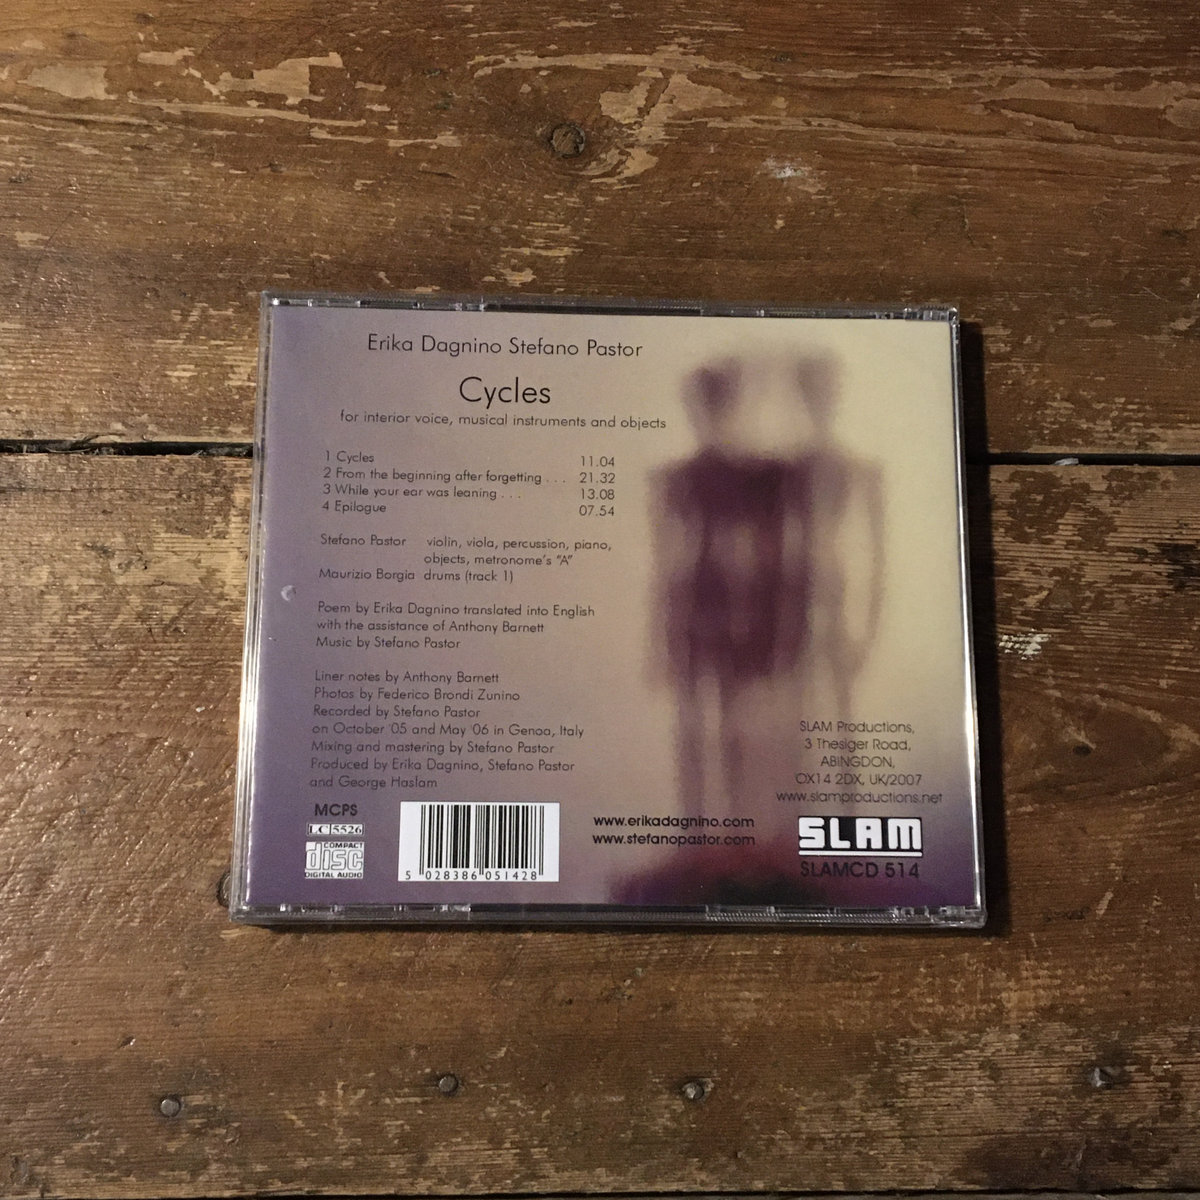 Erika Dagnino Stefano Pastor
Cycles
for interior voice, musical instruments and objects
1 Cycles 11.04
2 From the beginning after forgetting . . . 21.32
3 While your ear was leaning . . . 13.08
4 Epilogue 07.54
Stefano Pastor violin, viola, percussion, piano,
objects, metronome's "A"
Maurizio Borgia drums (track 1)
Poem by Erika Dagnino translated into English
with the assistance of Anthony Barnett
Music by Stefano Pastor
Liner notes by Anthony Barnett
Photos by Federico Brondi Zunino
Recorded by Stefano Pastor
on October '05 and May '06 in Genoa, Italy
Mixing and mastering by Stefano Pastor
Produced by Erika Dagnino, Stefano Pastor
and George Haslam
MCPS
LC 5526
COMPACT
disc
DIGITAL AUDIO
5 028386 051428
www.erikadagnino.com
www.stefanopastor.com
SLAM Productions,
3 Thesiger Road,
ABINGDON,
OX14 2DX, UK/2007
www.slamproductions.net
SLAM
SLAMCD 514